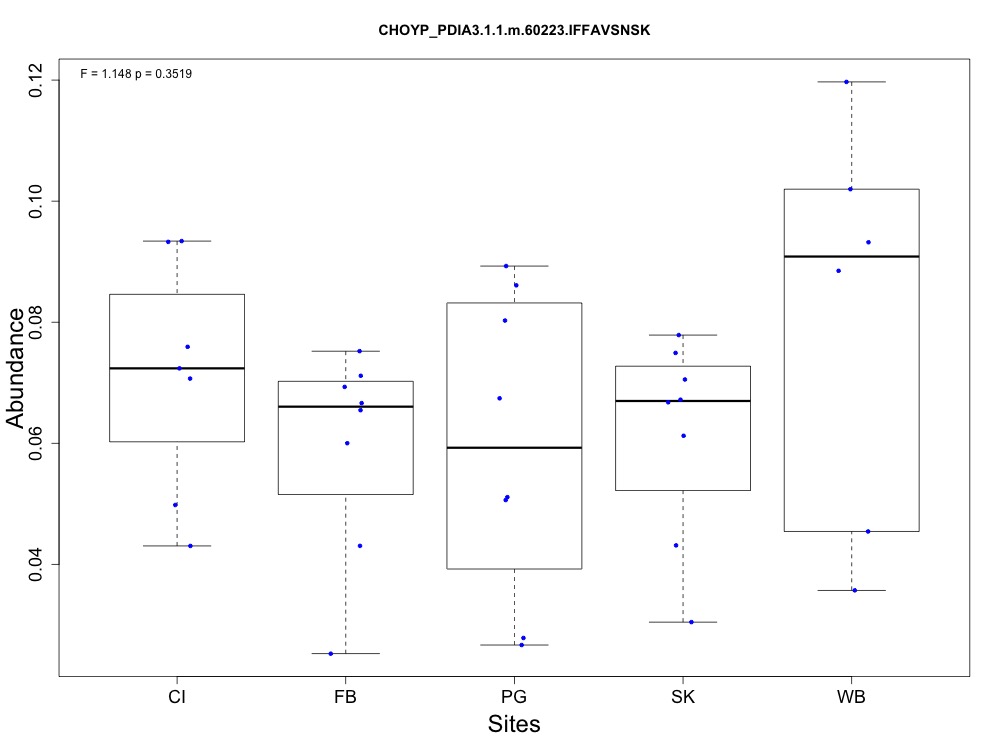 CHOYP_PDIA3.1.1.m.60223.IFFAVSNSK
F = 1.148 p = 0.3519
0.12
0.10
0.08
0.06
0.04
Abundance
CI FB PG SK WB
Sites